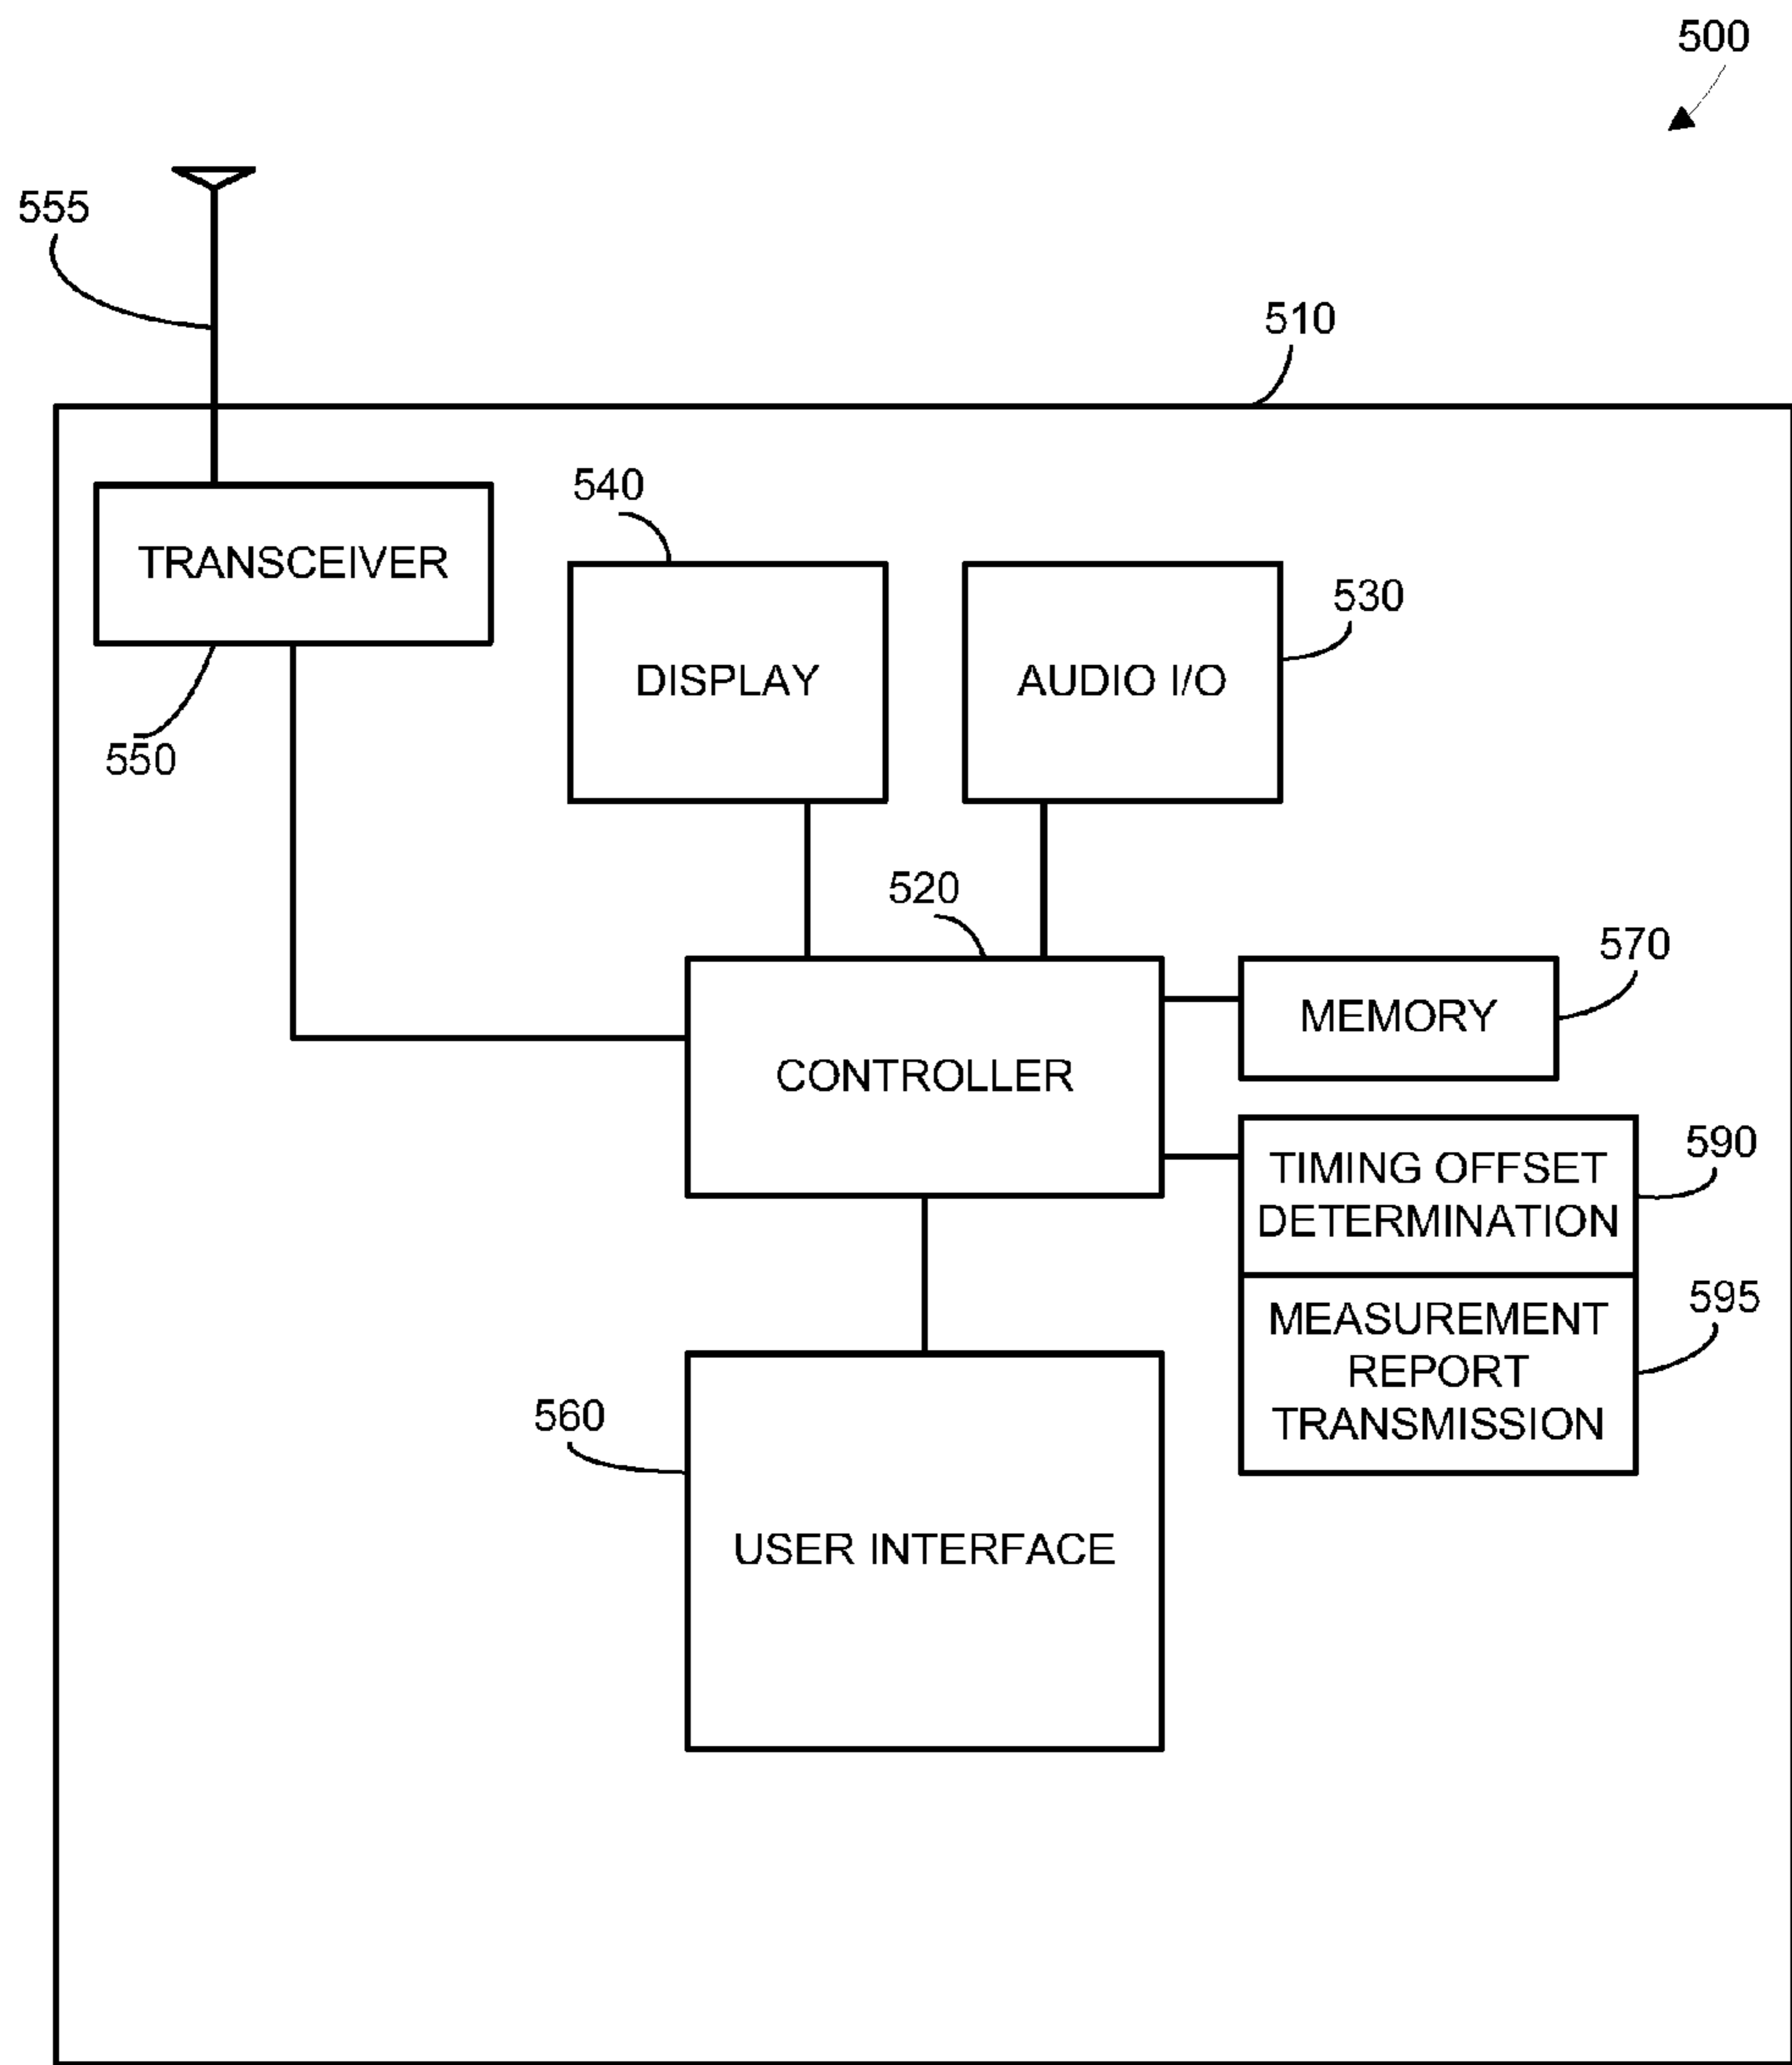 500
555
510
540
TRANSCEIVER
530
DISPLAY
AUDIO I/O
550
520
570
MEMORY
CONTROLLER
590
TIMING OFFSET
DETERMINATION
595
MEASUREMENT
REPORT
TRANSMISSION
560
USER INTERFACE